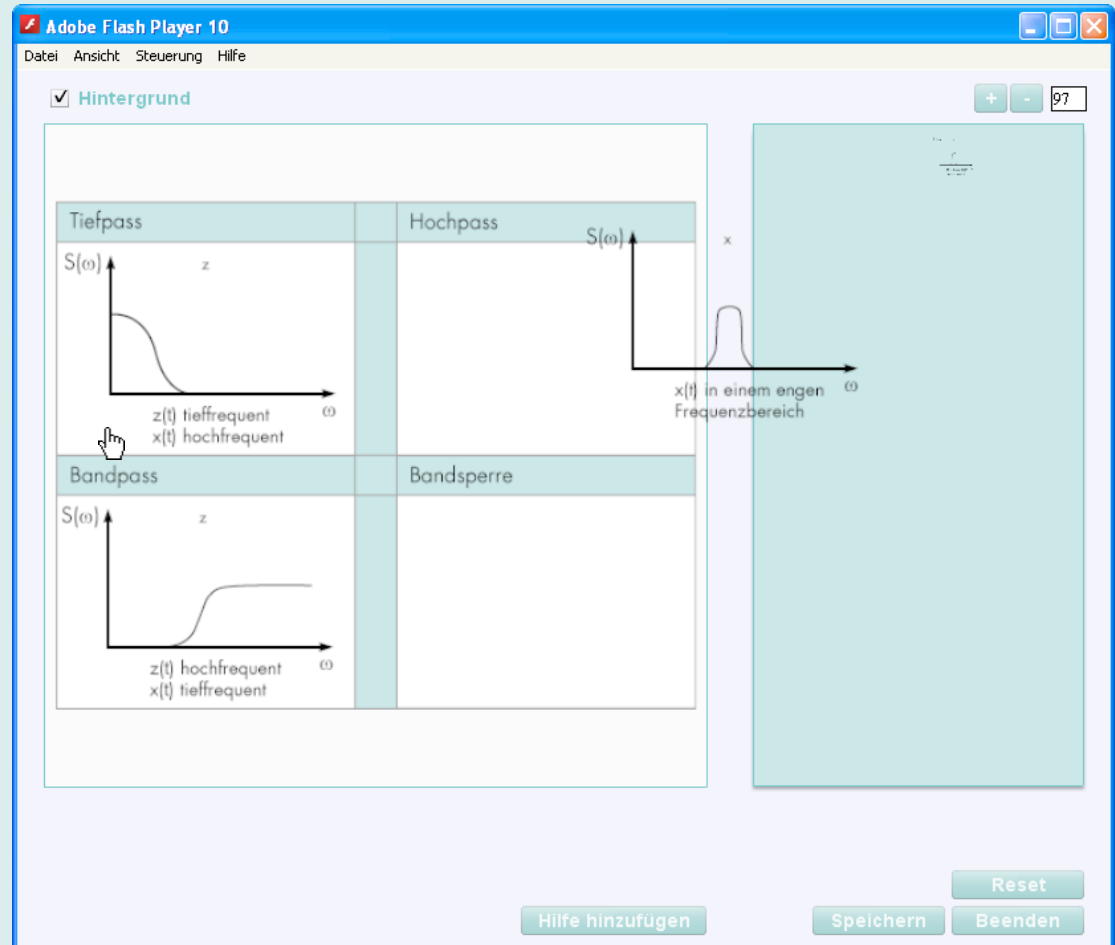 Adobe Flash Player 10
Datei Ansicht Steuerung Hilfe
Hintergrund
+ - 97
Tiefpass
Hochpass
S(ω)
z
z(t) tieffrequent
x(t) hochfrequent
ω
S(ω)
x
x(t) in einem engen
Frequenzbereich
ω
Bandpass
Bandsperre
S(ω)
z
z(t) hochfrequent
x(t) tieffrequent
ω
Reset
Hilfe hinzufügen
Speichern
Beenden